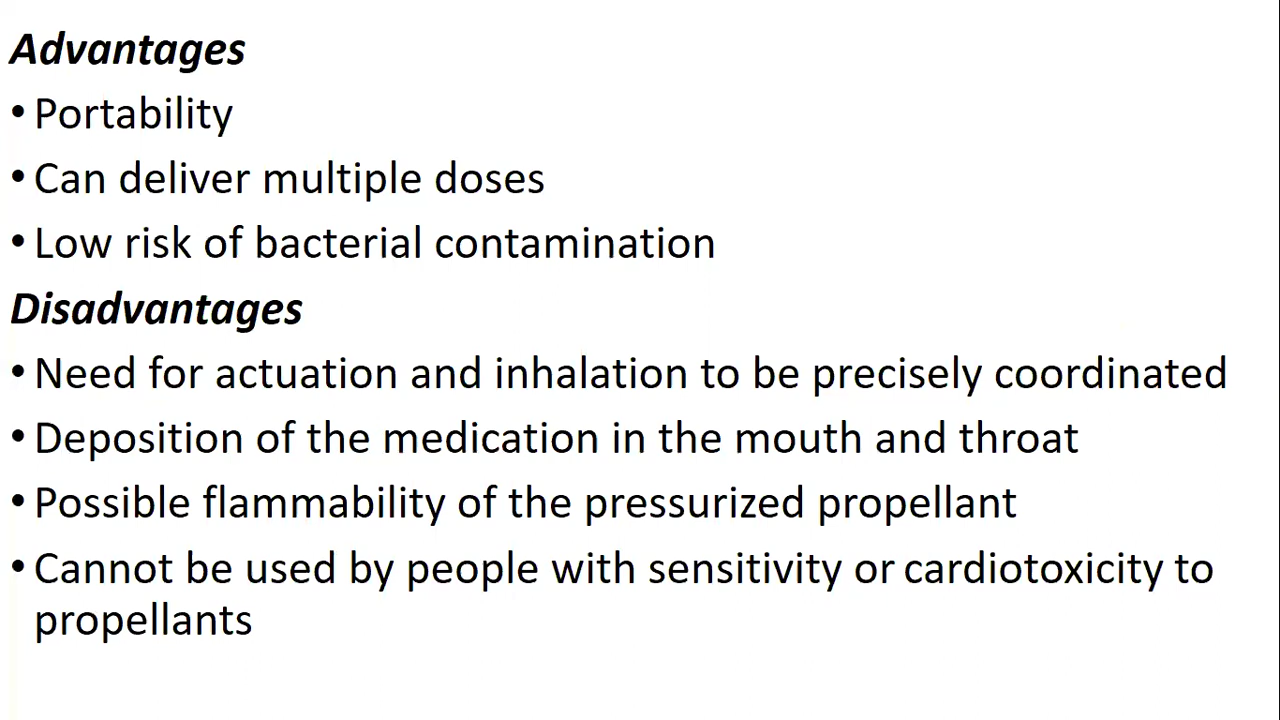 Advantages
• Portability
• Can deliver multiple doses
• Low risk of bacterial contamination
Disadvantages
• Need for actuation and inhalation to be precisely coordinated
• Deposition of the medication in the mouth and throat
• Possible flammability of the pressurized propellant
• Cannot be used by people with sensitivity or cardiotoxicity to
propellants